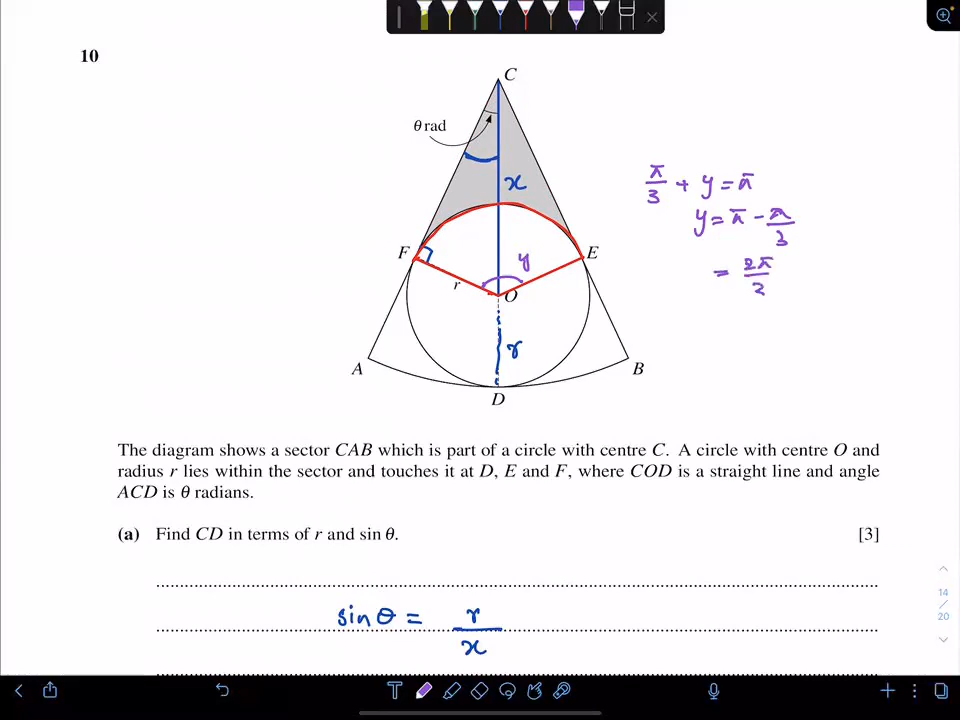 10
C
θ rad
x
π/3 + y = π
y = π − π/3
= 2π/2
F
E
y
r
O
r
A
B
D
The diagram shows a sector CAB which is part of a circle with centre C. A circle with centre O and
radius r lies within the sector and touches it at D, E and F, where COD is a straight line and angle
ACD is θ radians.
(a) Find CD in terms of r and sin θ. [3]
sin θ = r/x
14
/
20
T